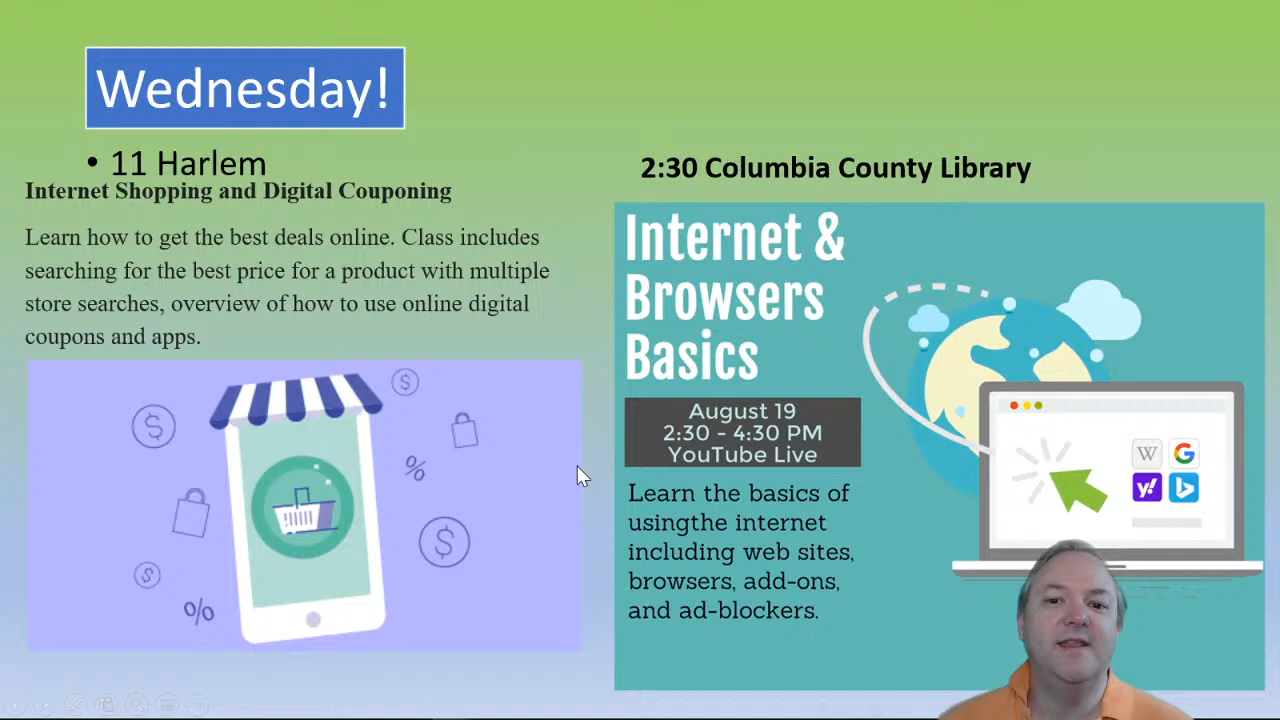 Wednesday!
• 11 Harlem
Internet Shopping and Digital Couponing
Learn how to get the best deals online. Class includes
searching for the best price for a product with multiple
store searches, overview of how to use online digital
coupons and apps.
$
$
%
$
$
%
2:30 Columbia County Library
Internet &
Browsers
Basics
August 19
2:30 - 4:30 PM
YouTube Live
Learn the basics of
usingthe internet
including web sites,
browsers, add-ons,
and ad-blockers.
W G
y! b